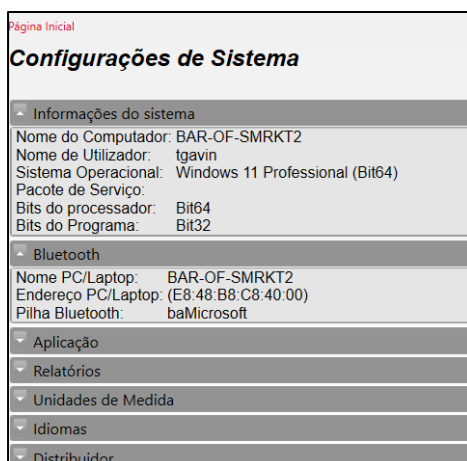 Página Inicial
Configurações de Sistema
Informações do sistema
Nome do Computador: BAR-OF-SMRKT2
Nome de Utilizador: tgavin
Sistema Operacional: Windows 11 Professional (Bit64)
Pacote de Serviço:
Bits do processador: Bit64
Bits do Programa: Bit32
Bluetooth
Nome PC/Laptop: BAR-OF-SMRKT2
Endereço PC/Laptop: (E8:48:B8:C8:40:00)
Pilha Bluetooth: baMicrosoft
Aplicação
Relatórios
Unidades de Medida
Idiomas
Distribuidor